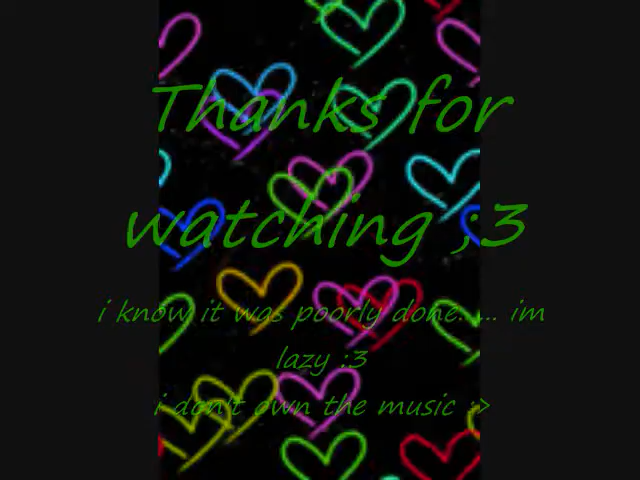 Thanks for
watching ;3
i know it was poorly done..... im
lazy :3
i don't own the music :>